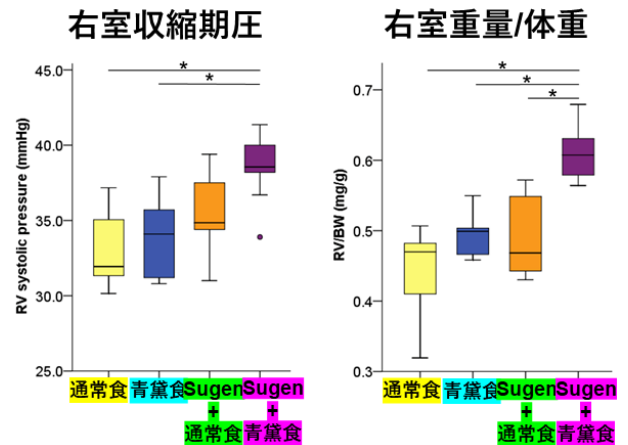 右室収縮期圧
RV systolic pressure (mmHg)
45.0
40.0
35.0
30.0
25.0
*
*
通常食
青黛食
Sugen
+
通常食
Sugen
+
青黛食
右室重量/体重
RV/BW (mg/g)
0.7
0.6
0.5
0.4
0.3
*
*
*
通常食
青黛食
Sugen
+
通常食
Sugen
+
青黛食